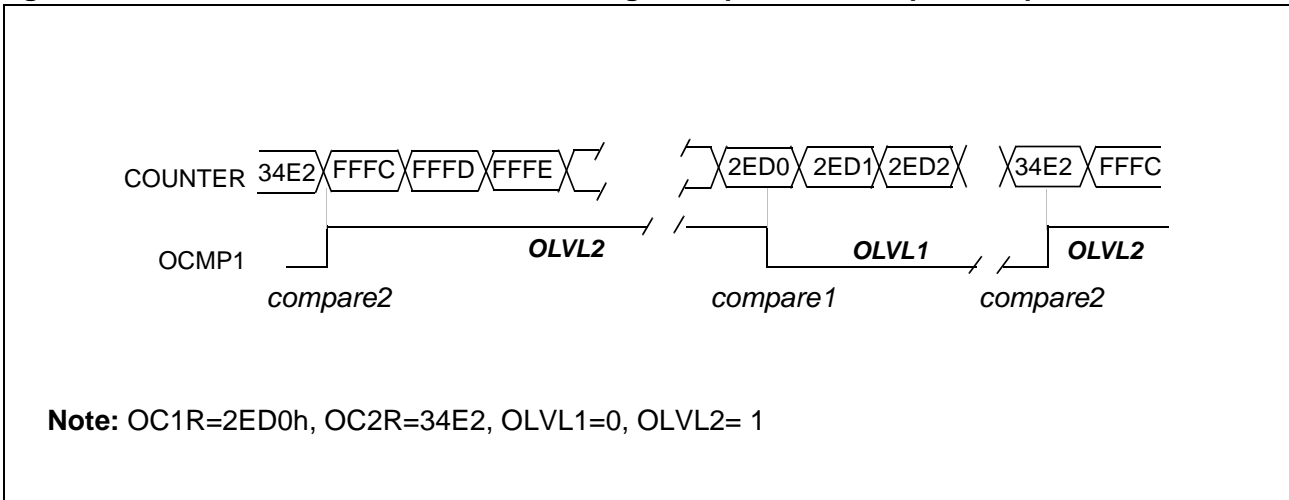 COUNTER 34E2 FFFC FFFD FFFE 2ED0 2ED1 2ED2 34E2 FFFC
OCMP1 OLVL2 OLVL1 OLVL2
compare2 compare1 compare2
Note: OC1R=2ED0h, OC2R=34E2, OLVL1=0, OLVL2= 1